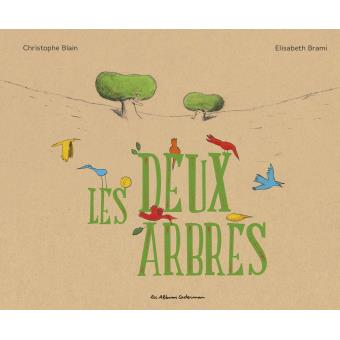 Christophe Blain
Elisabeth Brami
LES DEUX
ARBRES
les Albums Casterman